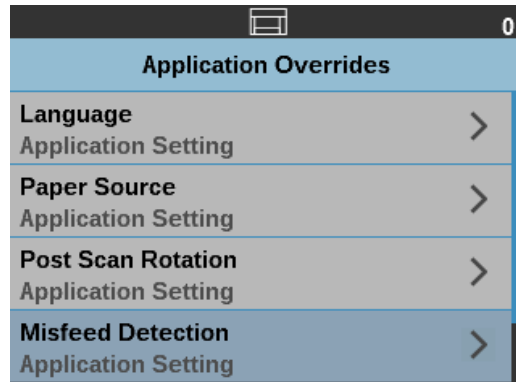 0
Application Overrides
Language
Application Setting
Paper Source
Application Setting
Post Scan Rotation
Application Setting
Misfeed Detection
Application Setting